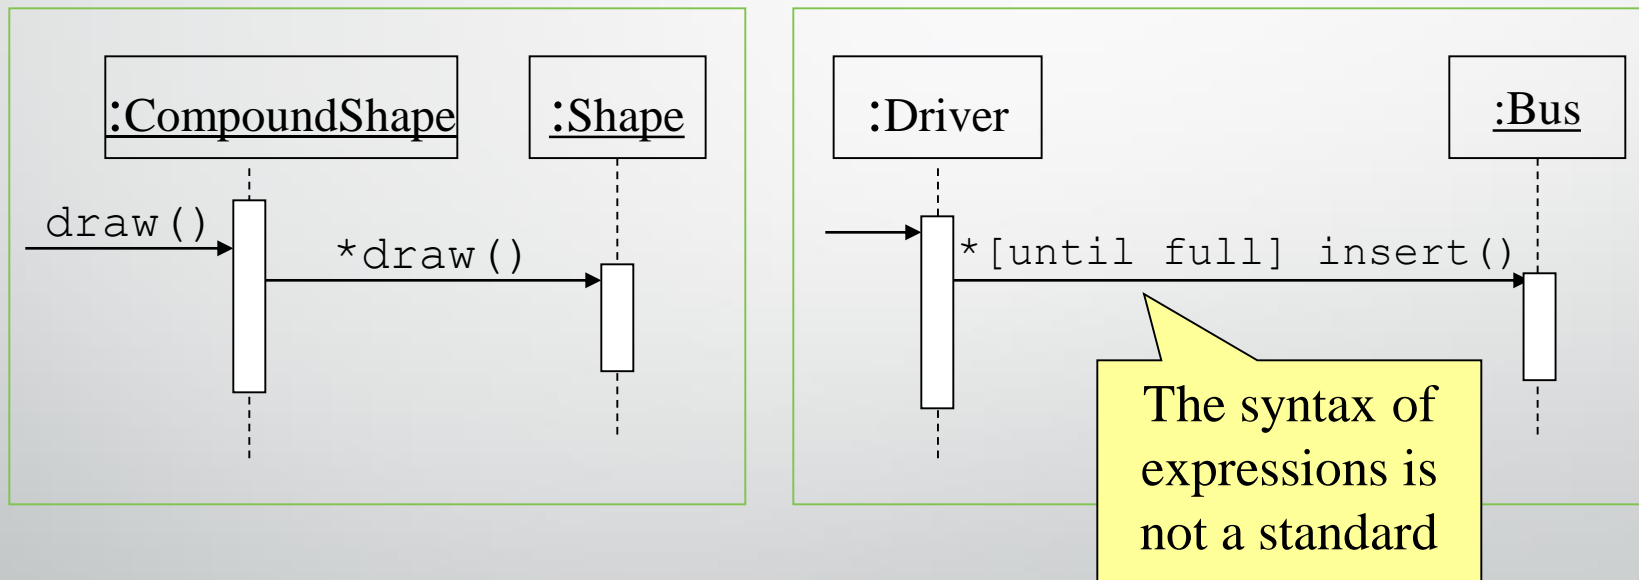 :CompoundShape
:Shape
draw()
*draw()
:Driver
:Bus
*[until full] insert()
The syntax of
expressions is
not a standard